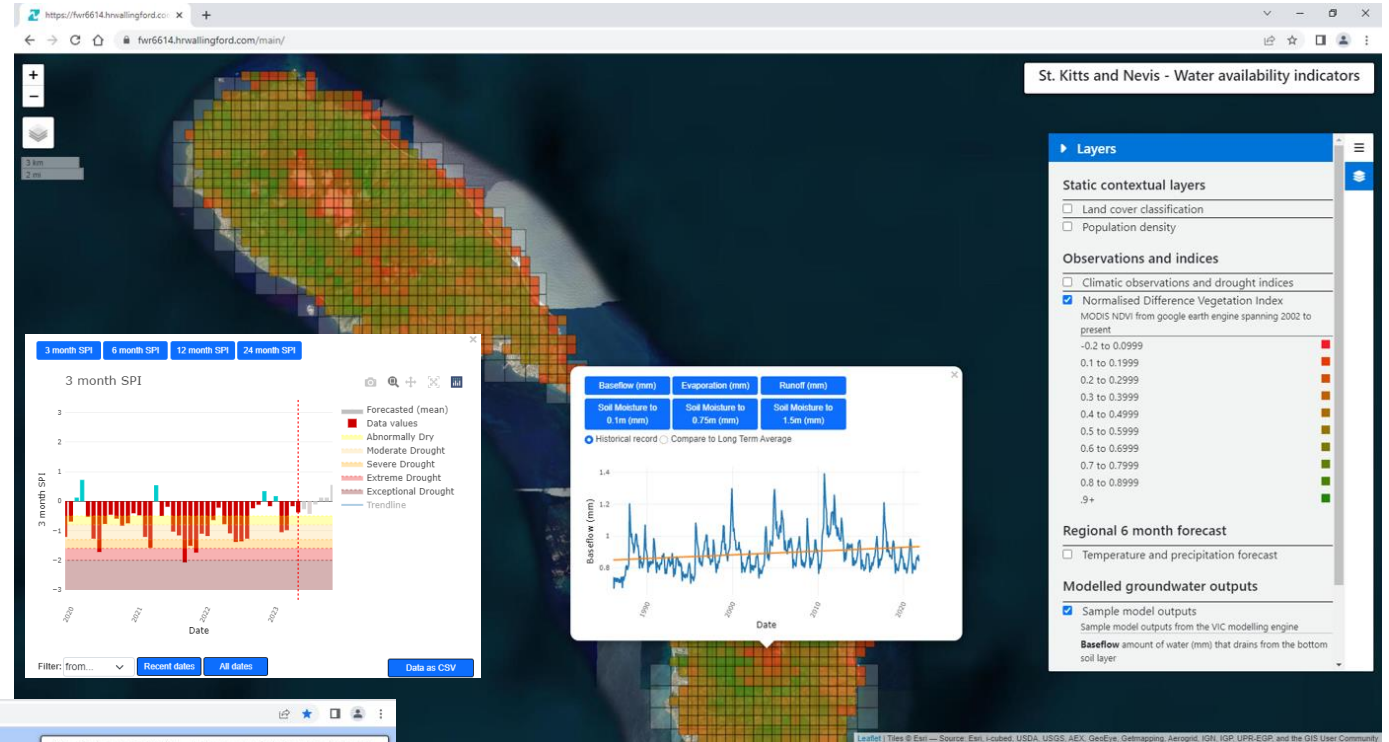 https://fwr6614.hrwallingford.co
fwr6614.hrwallingford.com/main/
+
−
3 km
2 mi
St. Kitts and Nevis - Water availability indicators
Layers
Static contextual layers
Land cover classification
Population density
Observations and indices
Climatic observations and drought indices
Normalised Difference Vegetation Index
MODIS NDVI from google earth engine spanning 2002 to
present
-0.2 to 0.0999
0.1 to 0.1999
0.2 to 0.2999
0.3 to 0.3999
0.4 to 0.4999
0.5 to 0.5999
0.6 to 0.6999
0.7 to 0.7999
0.8 to 0.8999
.9+
Regional 6 month forecast
Temperature and precipitation forecast
Modelled groundwater outputs
Sample model outputs
Sample model outputs from the VIC modelling engine
Baseflow amount of water (mm) that drains from the bottom
soil layer
3 month SPI 6 month SPI 12 month SPI 24 month SPI
3 month SPI
Forecasted (mean)
Data values
Abnormally Dry
Moderate Drought
Severe Drought
Extreme Drought
Exceptional Drought
Trendline
3 month SPI
3
2
1
0
−1
−2
−3
2020 2021 2022 2023
Date
Filter: from... Recent dates All dates Data as CSV
Baseflow (mm) Evaporation (mm) Runoff (mm)
Soil Moisture to 0.1m (mm)
Soil Moisture to 0.75m (mm)
Soil Moisture to 1.5m (mm)
Historical record Compare to Long Term Average
Baseflow (mm)
1.4
1.2
1
0.8
1990 2000 2010 2020
Date
Leaflet | Tiles © Esri — Source: Esri, i-cubed, USDA, USGS, AEX, GeoEye, Getmapping, Aerogrid, IGN, IGP, UPR-EGP, and the GIS User Community